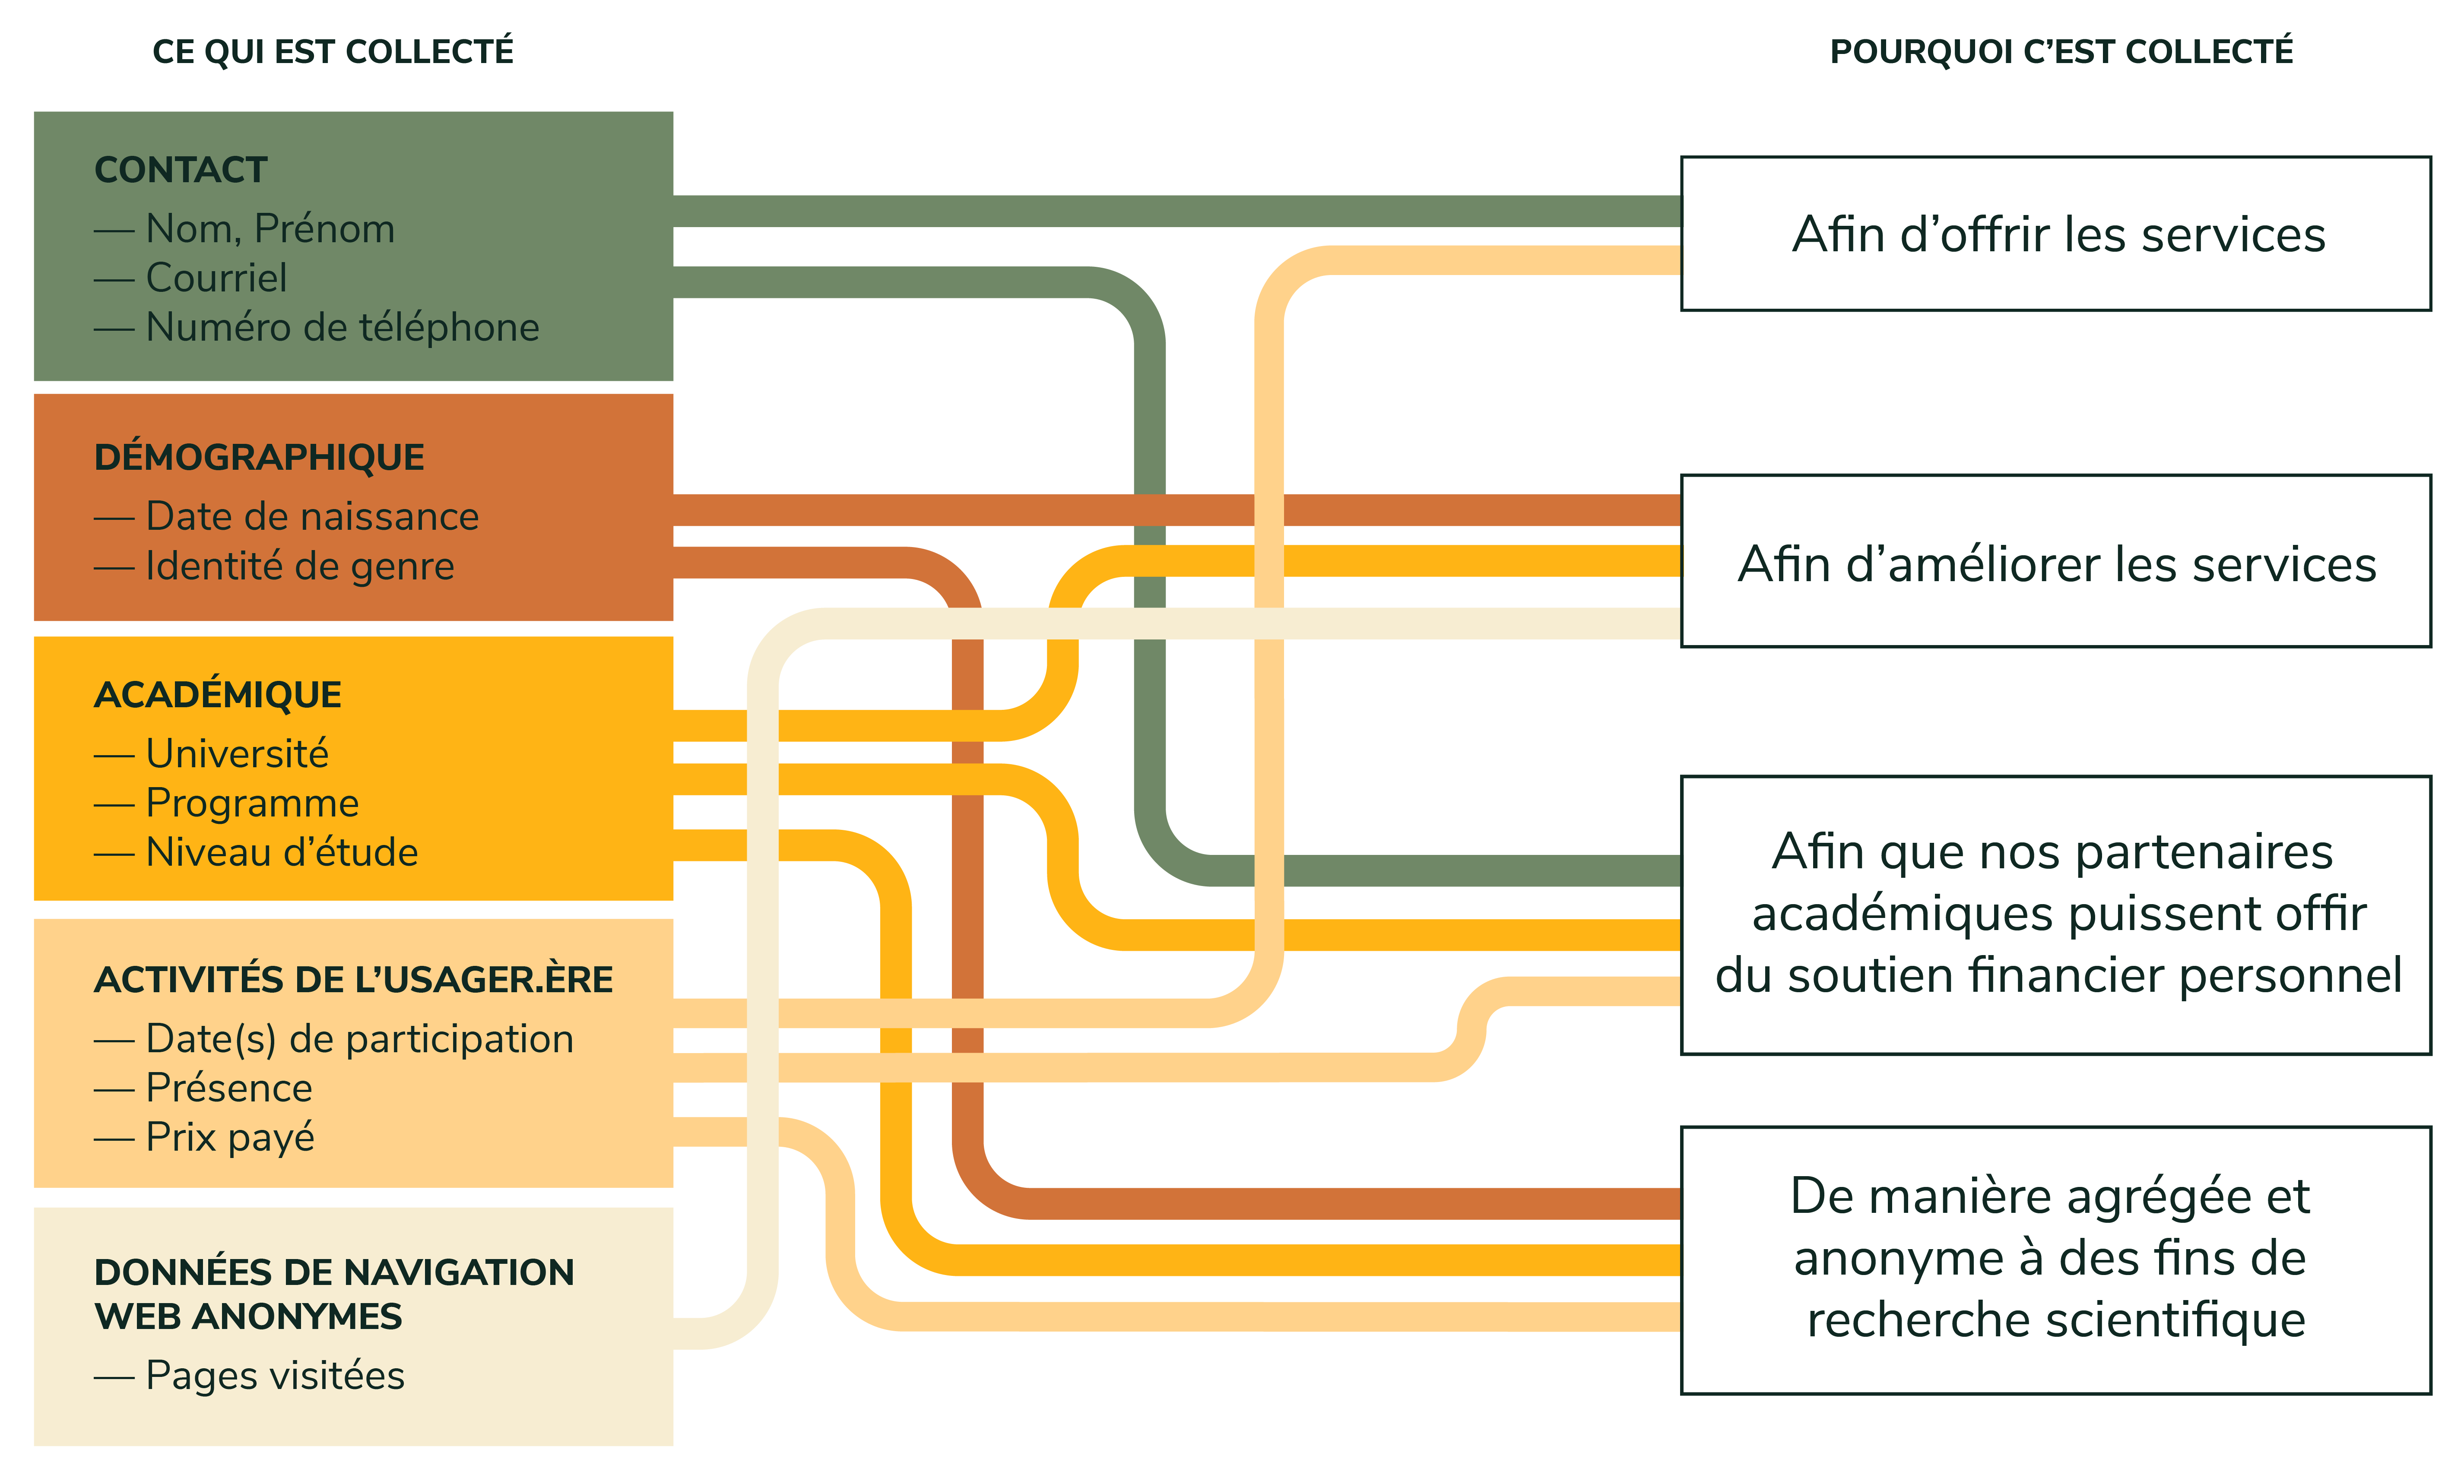 CE QUI EST COLLECTÉ
CONTACT
— Nom, Prénom
— Courriel
— Numéro de téléphone
DÉMOGRAPHIQUE
— Date de naissance
— Identité de genre
ACADÉMIQUE
— Université
— Programme
— Niveau d’étude
ACTIVITÉS DE L’USAGER.ÈRE
— Date(s) de participation
— Présence
— Prix payé
DONNÉES DE NAVIGATION
WEB ANONYMES
— Pages visitées
POURQUOI C’EST COLLECTÉ
Afin d’offrir les services
Afin d’améliorer les services
Afin que nos partenaires
académiques puissent offir
du soutien financier personnel
De manière agrégée et
anonyme à des fins de
recherche scientifique